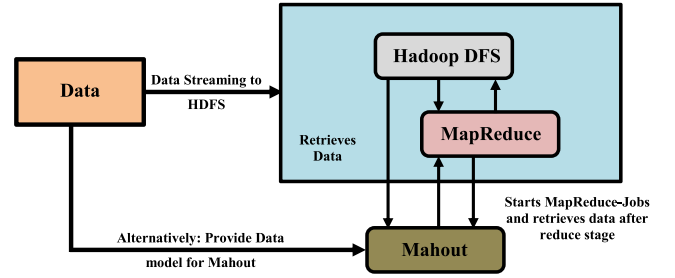 Data
Data Streaming to
HDFS
Hadoop DFS
MapReduce
Retrieves
Data
Starts MapReduce-Jobs
and retrieves data after
reduce stage
Alternatively: Provide Data
model for Mahout
Mahout